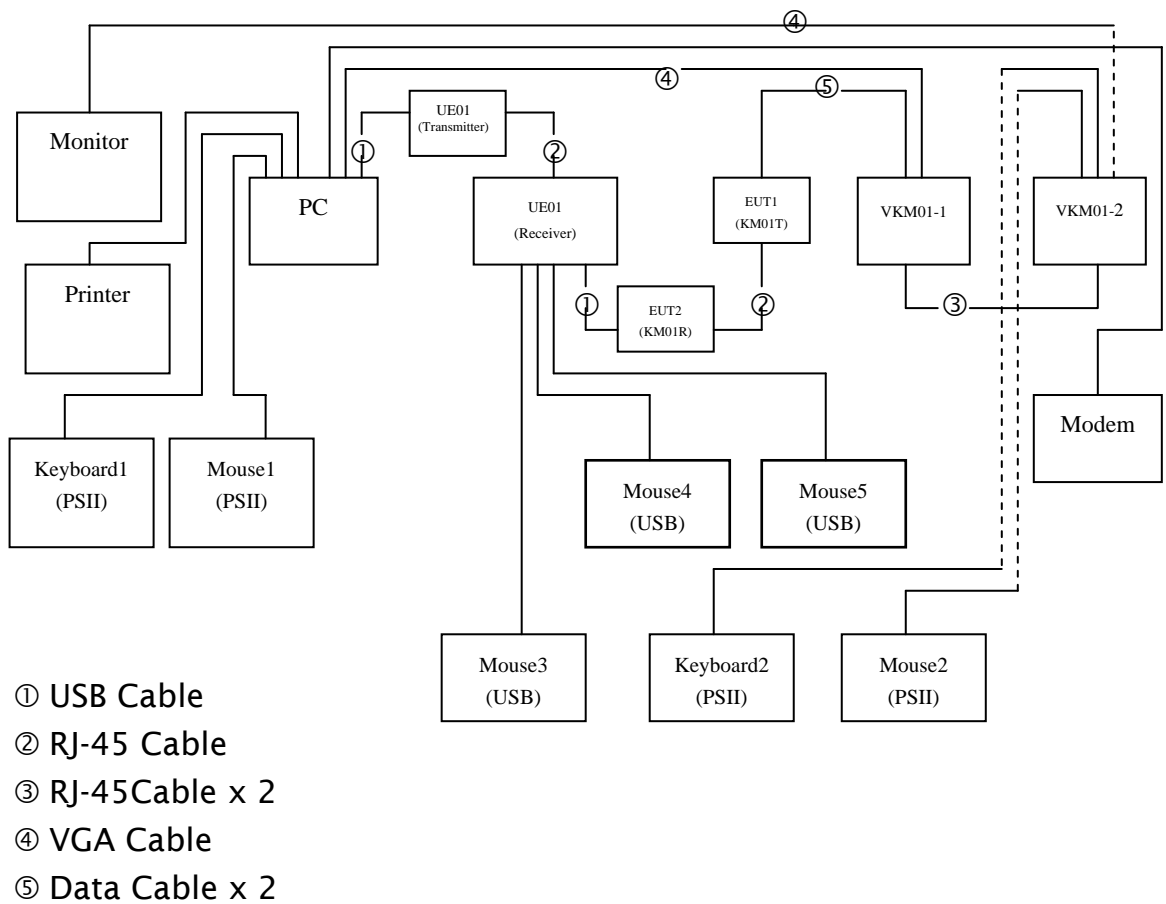 ④
④
⑤
Monitor
UE01
(Transmitter)
①
②
PC
UE01
(Receiver)
EUT1
(KM01T)
VKM01-1
VKM01-2
Printer
①
EUT2
(KM01R)
②
③
Modem
Keyboard1
(PSII)
Mouse1
(PSII)
Mouse4
(USB)
Mouse5
(USB)
Mouse3
(USB)
Keyboard2
(PSII)
Mouse2
(PSII)
① USB Cable
② RJ-45 Cable
③ RJ-45Cable x 2
④ VGA Cable
⑤ Data Cable x 2